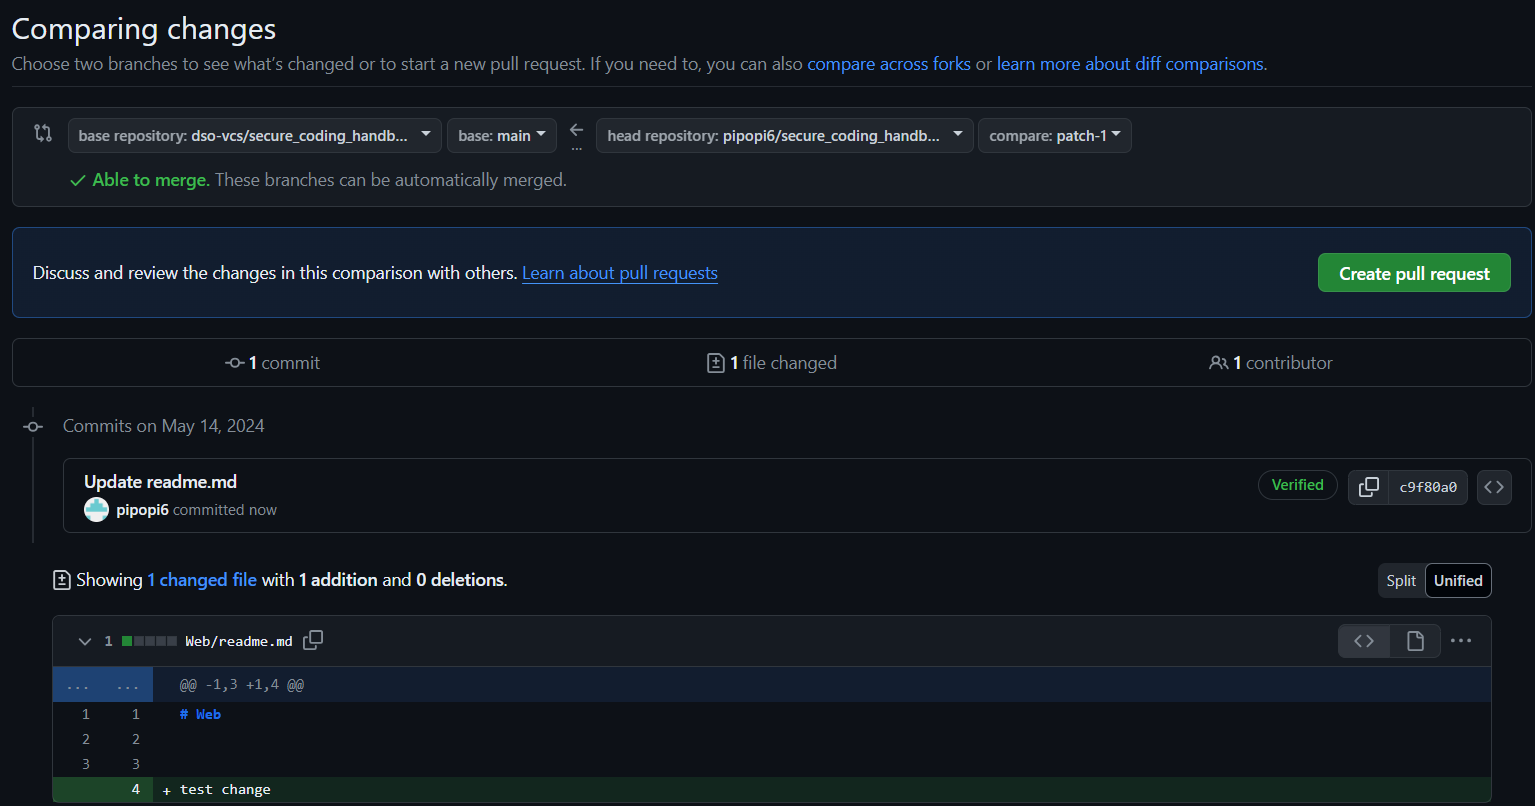 Comparing changes
Choose two branches to see what's changed or to start a new pull request. If you need to, you can also compare across forks or learn more about diff comparisons.
base repository: dso-vcs/secure_coding_handb... base: main ... head repository: pipopi6/secure_coding_handb... compare: patch-1
Able to merge. These branches can be automatically merged.
Discuss and review the changes in this comparison with others. Learn about pull requests Create pull request
1 commit 1 file changed 1 contributor
Commits on May 14, 2024
Update readme.md
Verified c9f80a0
pipopi6 committed now
Showing 1 changed file with 1 addition and 0 deletions. Split Unified
1 Web/readme.md ...
... ... @@ -1,3 +1,4 @@
1 1 # Web
2 2
3 3
4 + test change